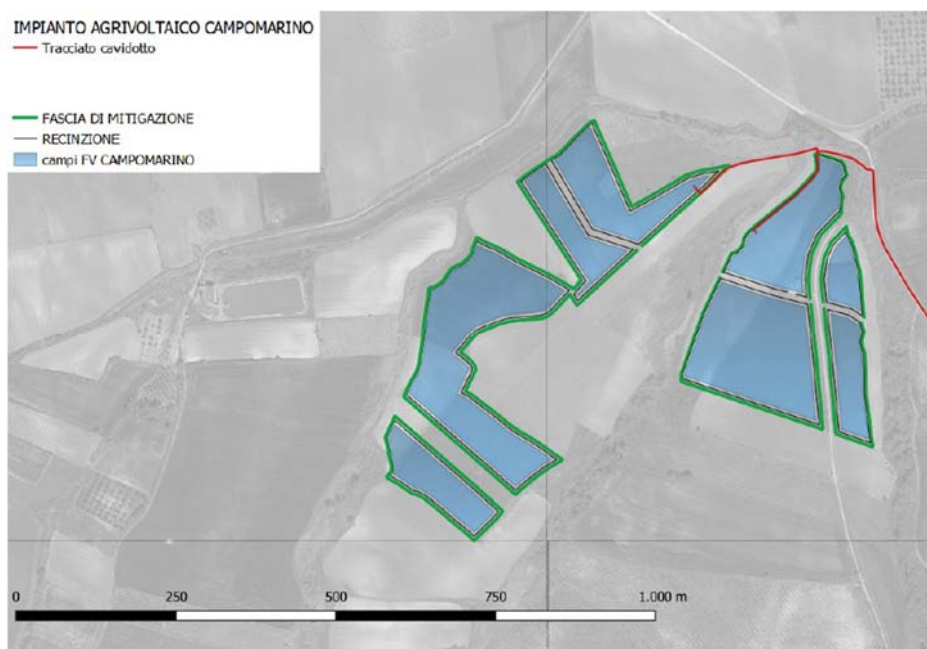 IMPIANTO AGRIVOLTAICO CAMPOMARINO
Tracciato cavidotto
FASCIA DI MITIGAZIONE
RECINZIONE
campi FV CAMPOMARINO
0 250 500 750 1.000 m